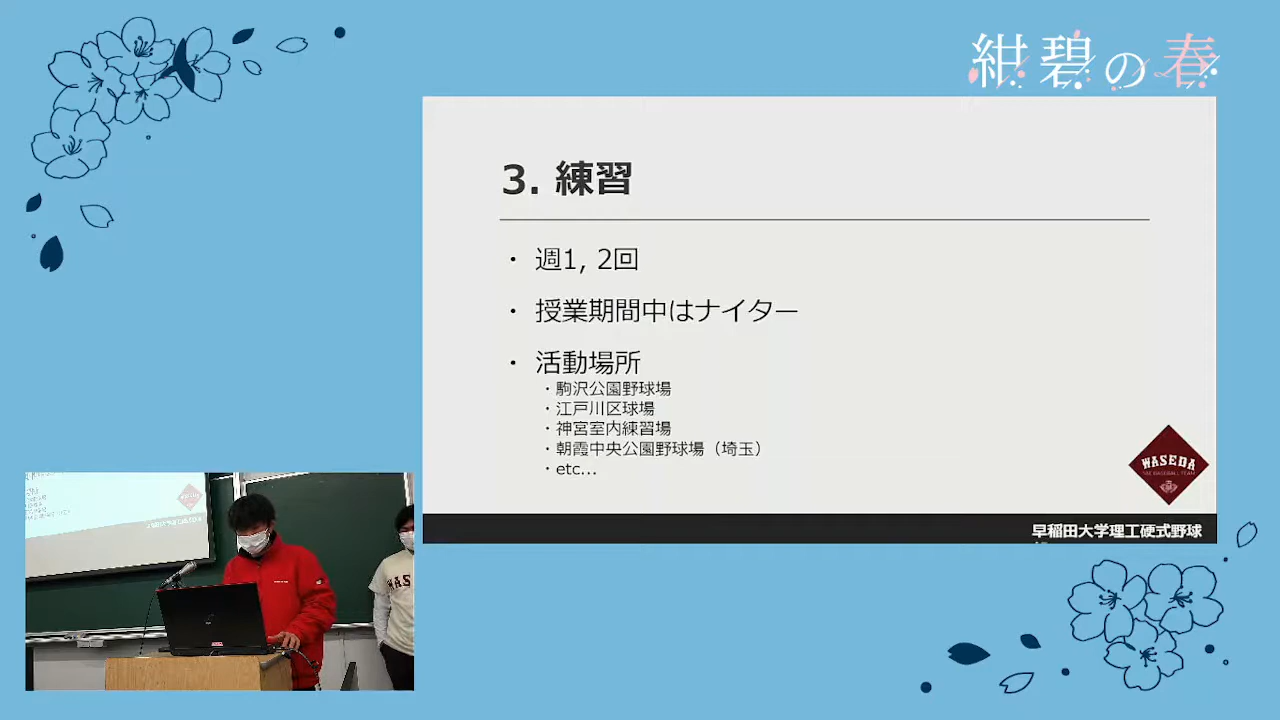 紺碧の春
3. 練習
・ 週1, 2回
・ 授業期間中はナイター
・ 活動場所
・駒沢公園野球場
・江戸川区球場
・神宮室内練習場
・朝霞中央公園野球場（埼玉）
・etc...
WASEDA
早稲田大学理工硬式野球
WAS